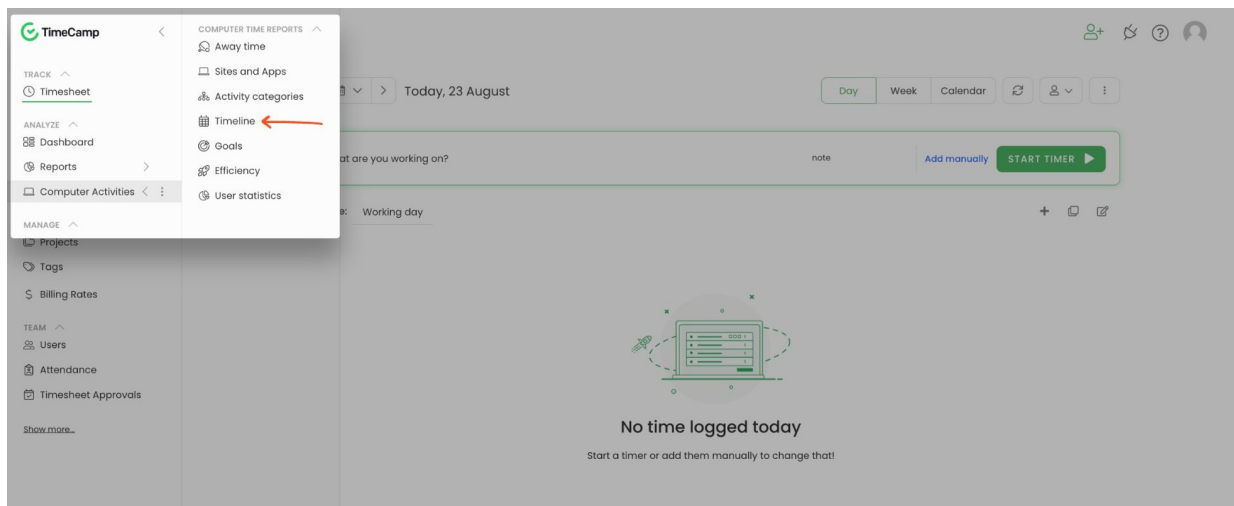 TimeCamp
TRACK
Timesheet
ANALYZE
Dashboard
Reports
Computer Activities
MANAGE
Projects
Tags
Billing Rates
TEAM
Users
Attendance
Timesheet Approvals
Show more...
COMPUTER TIME REPORTS
Away time
Sites and Apps
Activity categories
Timeline
Goals
Efficiency
User statistics
Today, 23 August
Day Week Calendar
at are you working on? note Add manually START TIMER
e: Working day
No time logged today
Start a timer or add them manually to change that!